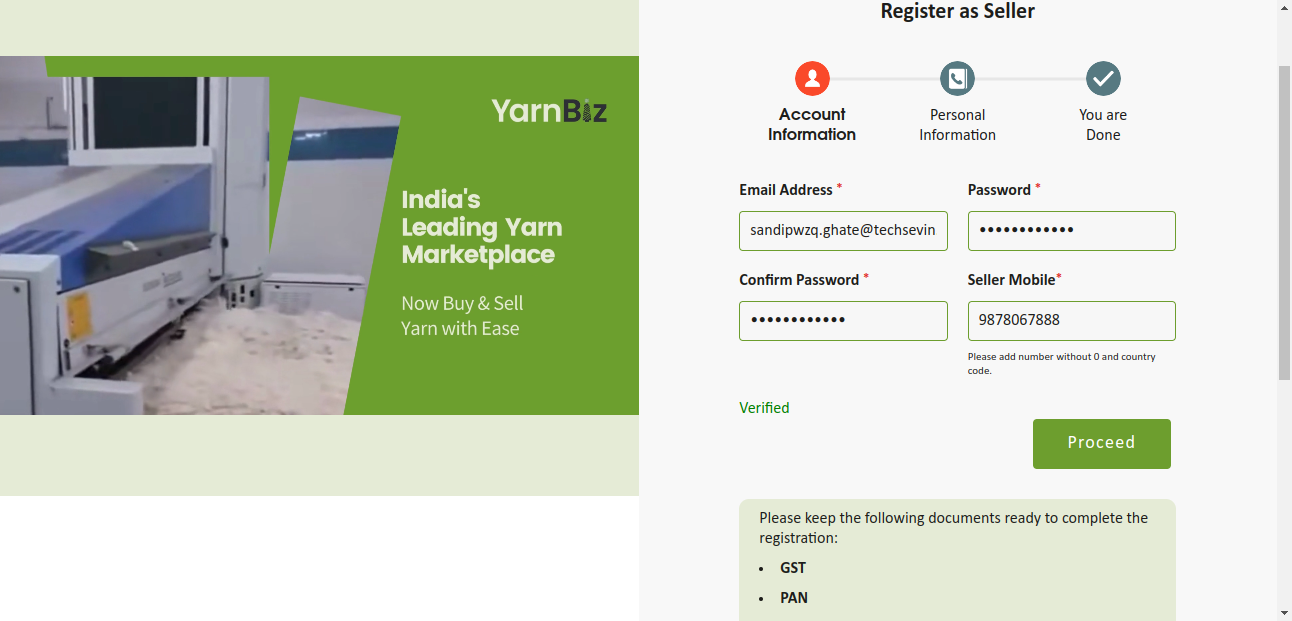 YarnBiz
India's
Leading Yarn
Marketplace
Now Buy & Sell
Yarn with Ease
Register as Seller
Account
Information
Personal
Information
You are
Done
Email Address *
Password *
sandipwzq.ghate@techsevin
••••••••••••
Confirm Password *
Seller Mobile*
••••••••••••
9878067888
Please add number without 0 and country
code.
Verified
Proceed
Please keep the following documents ready to complete the
registration:
• GST
• PAN